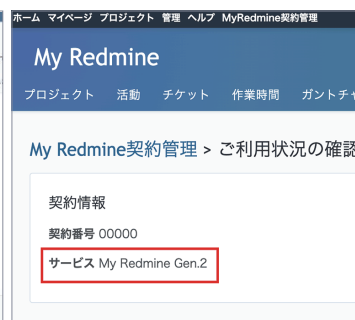 ホーム マイページ プロジェクト 管理 ヘルプ MyRedmine契約管理
My Redmine
プロジェクト 活動 チケット 作業時間 ガントチャ
My Redmine契約管理 > ご利用状況の確認
契約情報
契約番号 00000
サービス My Redmine Gen.2